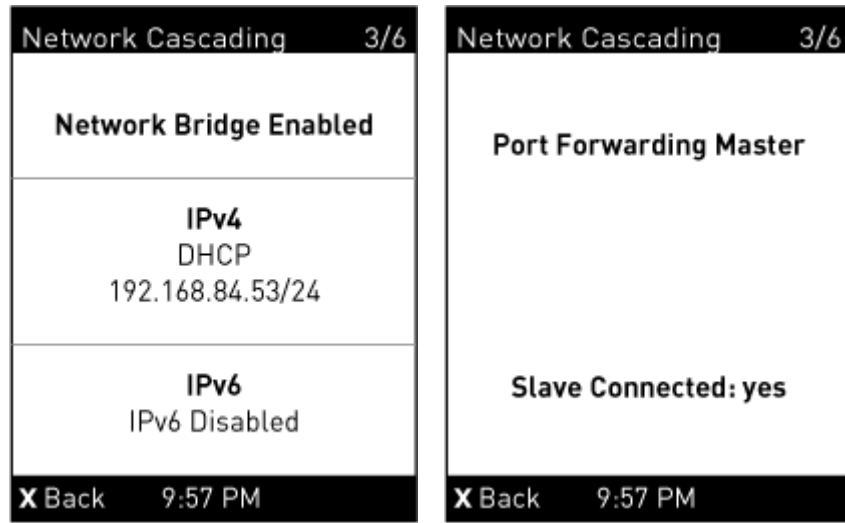 Network Cascading 3/6
Network Bridge Enabled
IPv4
DHCP
192.168.84.53/24
IPv6
IPv6 Disabled
X Back 9:57 PM
Network Cascading 3/6
Port Forwarding Master
Slave Connected: yes
X Back 9:57 PM